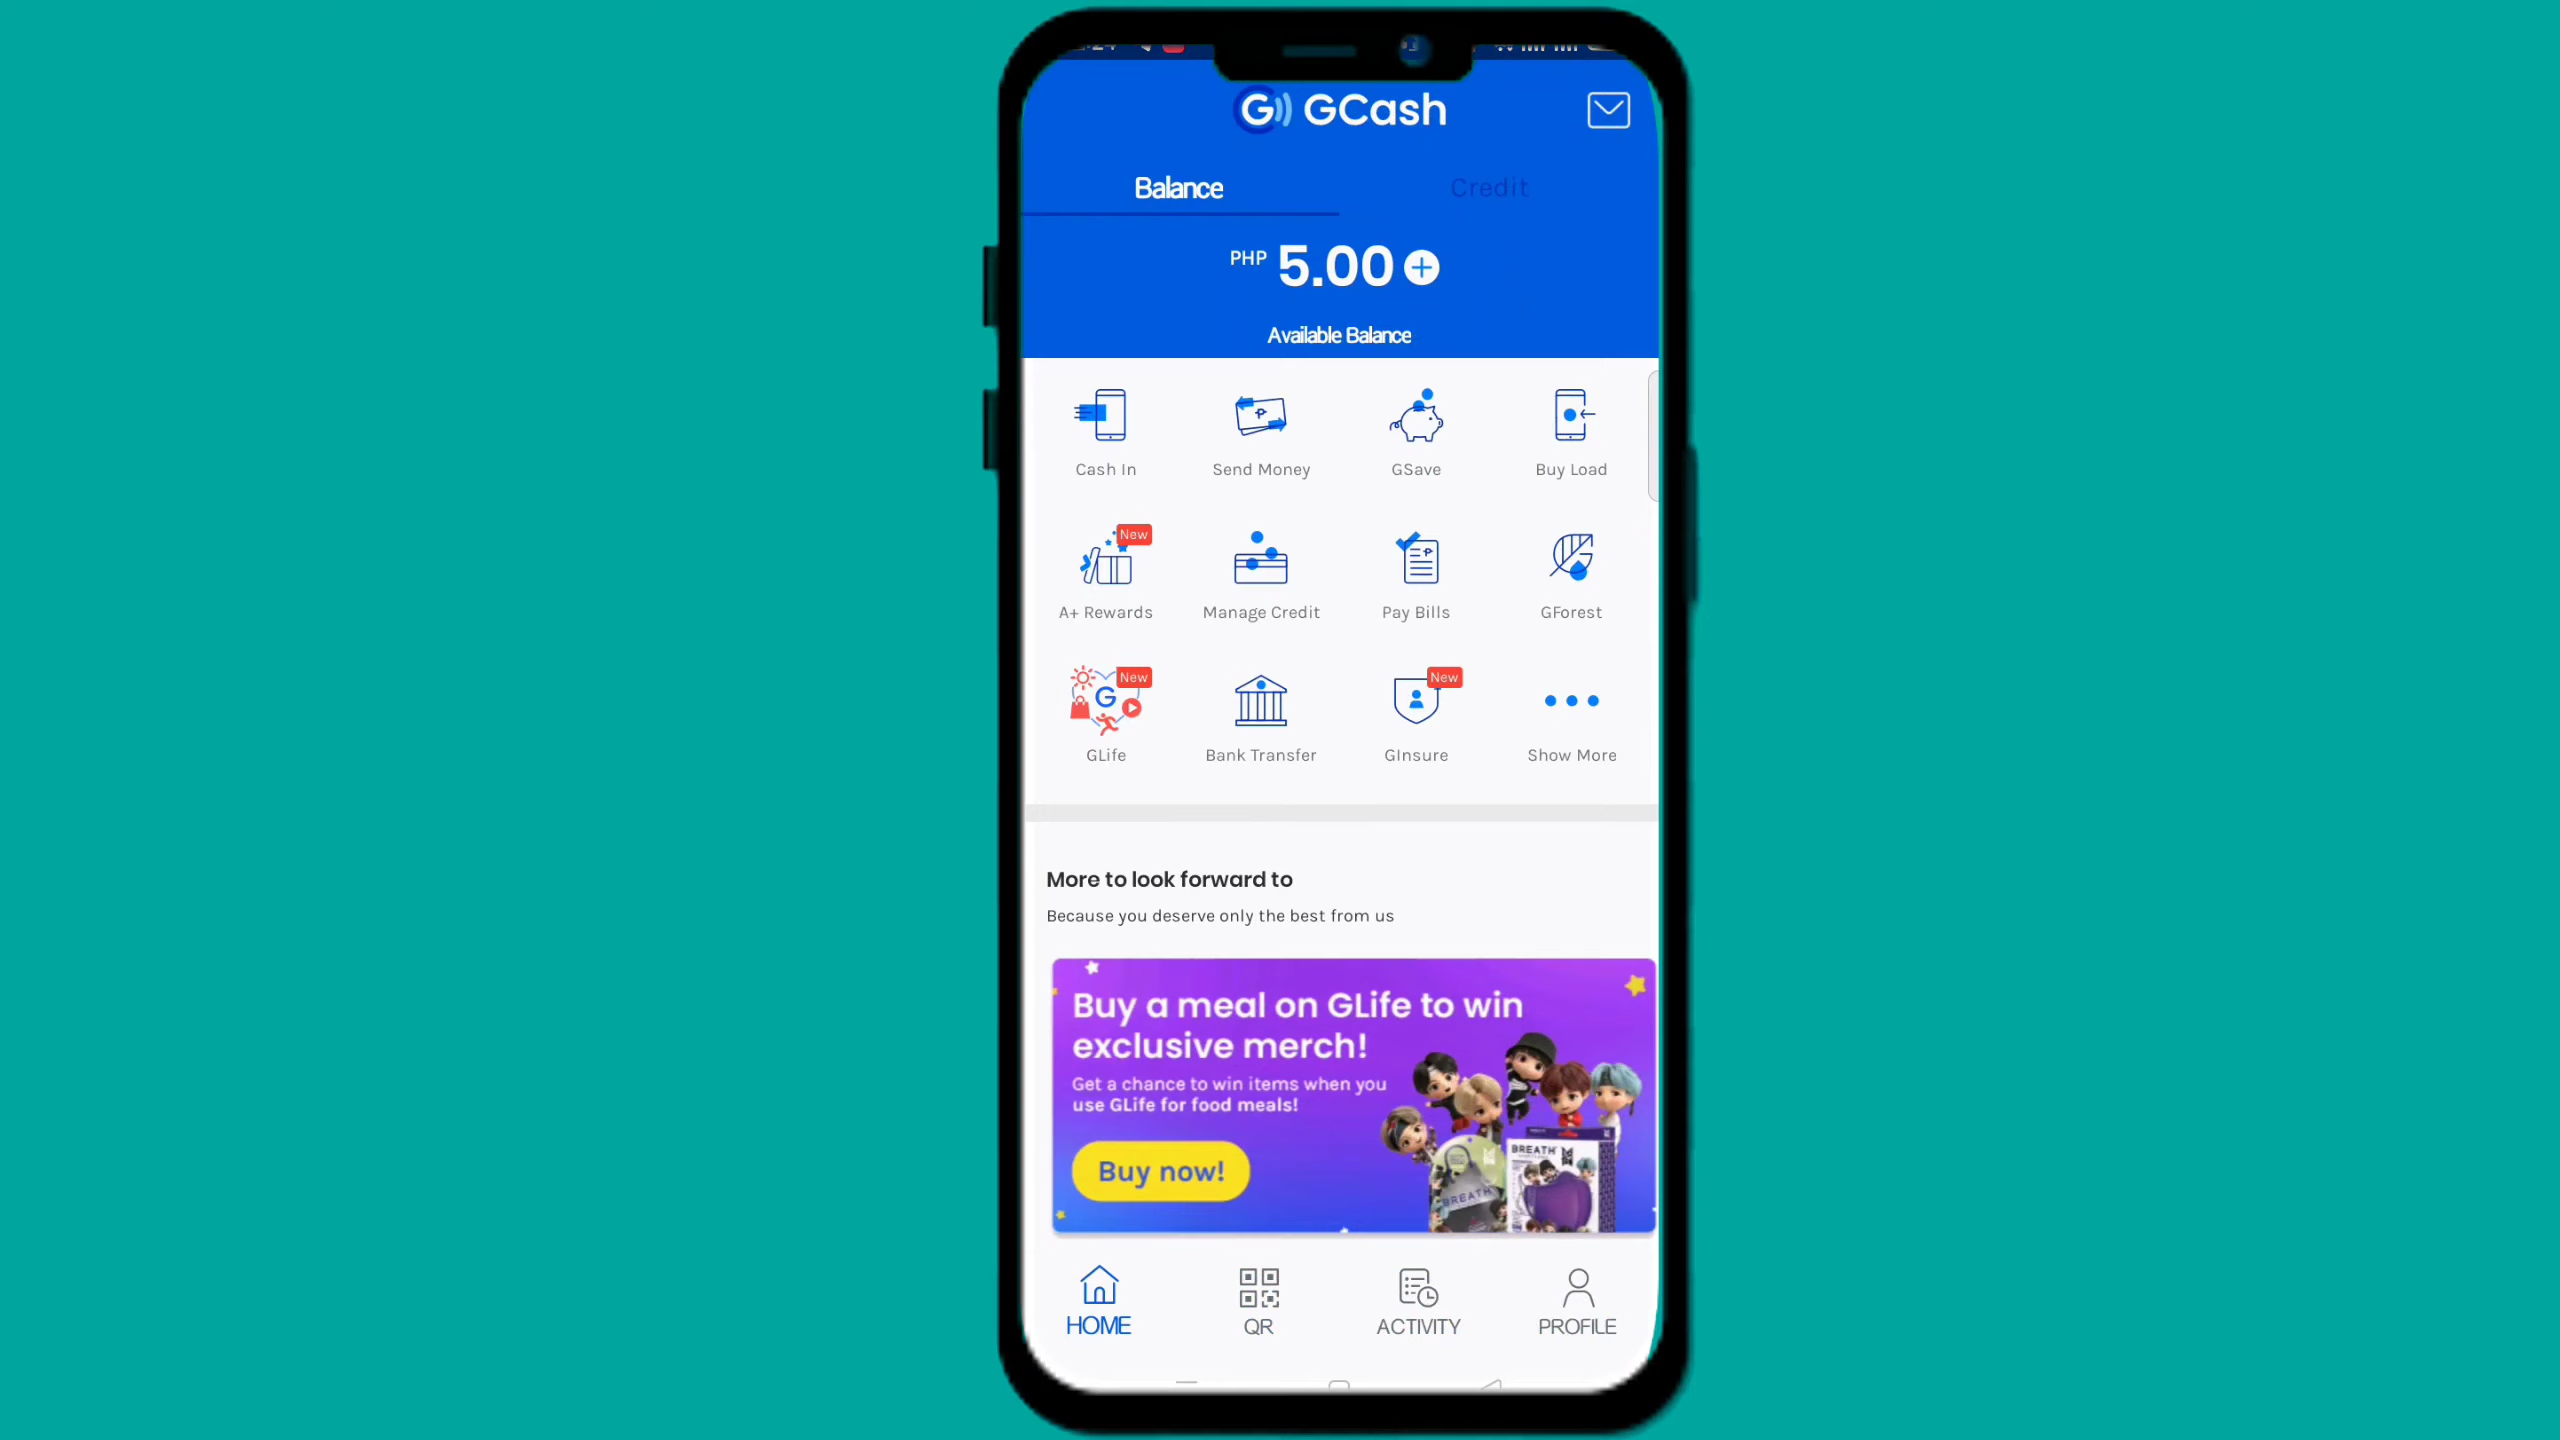 G GCash
Balance
Credit
PHP 5.00
Available Balance
Cash In
Send Money
GSave
Buy Load
New
A+ Rewards
Manage Credit
Pay Bills
GForest
New
G
GLife
Bank Transfer
New
GInsure
Show More
More to look forward to
Because you deserve only the best from us
Buy a meal on GLife to win
exclusive merch!
Get a chance to win items when you
use GLife for food meals!
Buy now!
BREATH
BREATH
HOME
QR
ACTIVITY
PROFILE